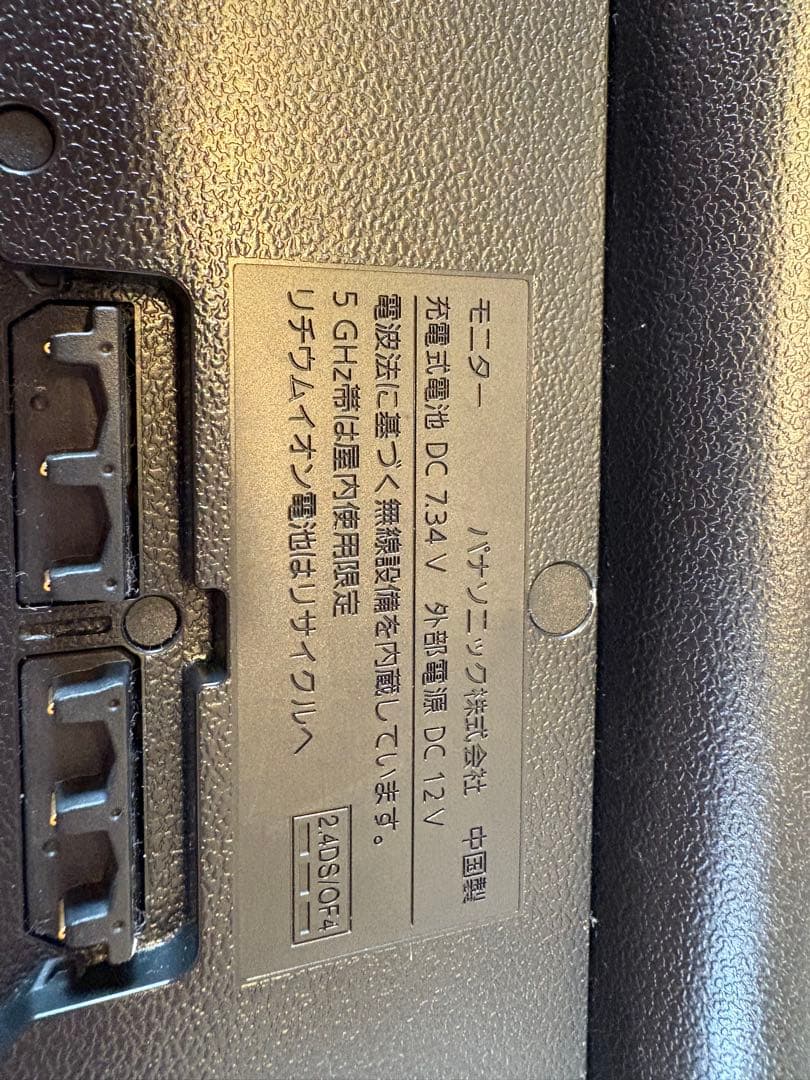 モニター パナソニック株式会社 中国製
充電式電池 DC 7.34 V 外部電源 DC 12 V
電波法に基づく無線設備を内蔵しています。
5 GHz帯は屋内使用限定
リチウムイオン電池はリサイクルへ
2.4DS/OF4